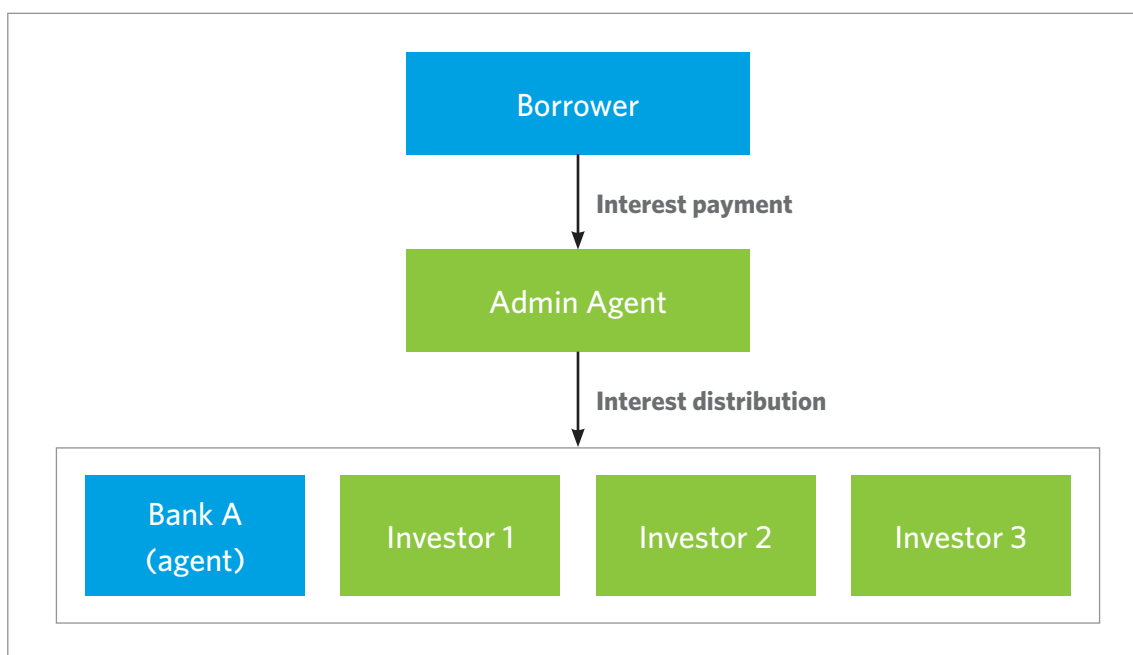 Borrower
Interest payment
Admin Agent
Interest distribution
Bank A
(agent)
Investor 1
Investor 2
Investor 3